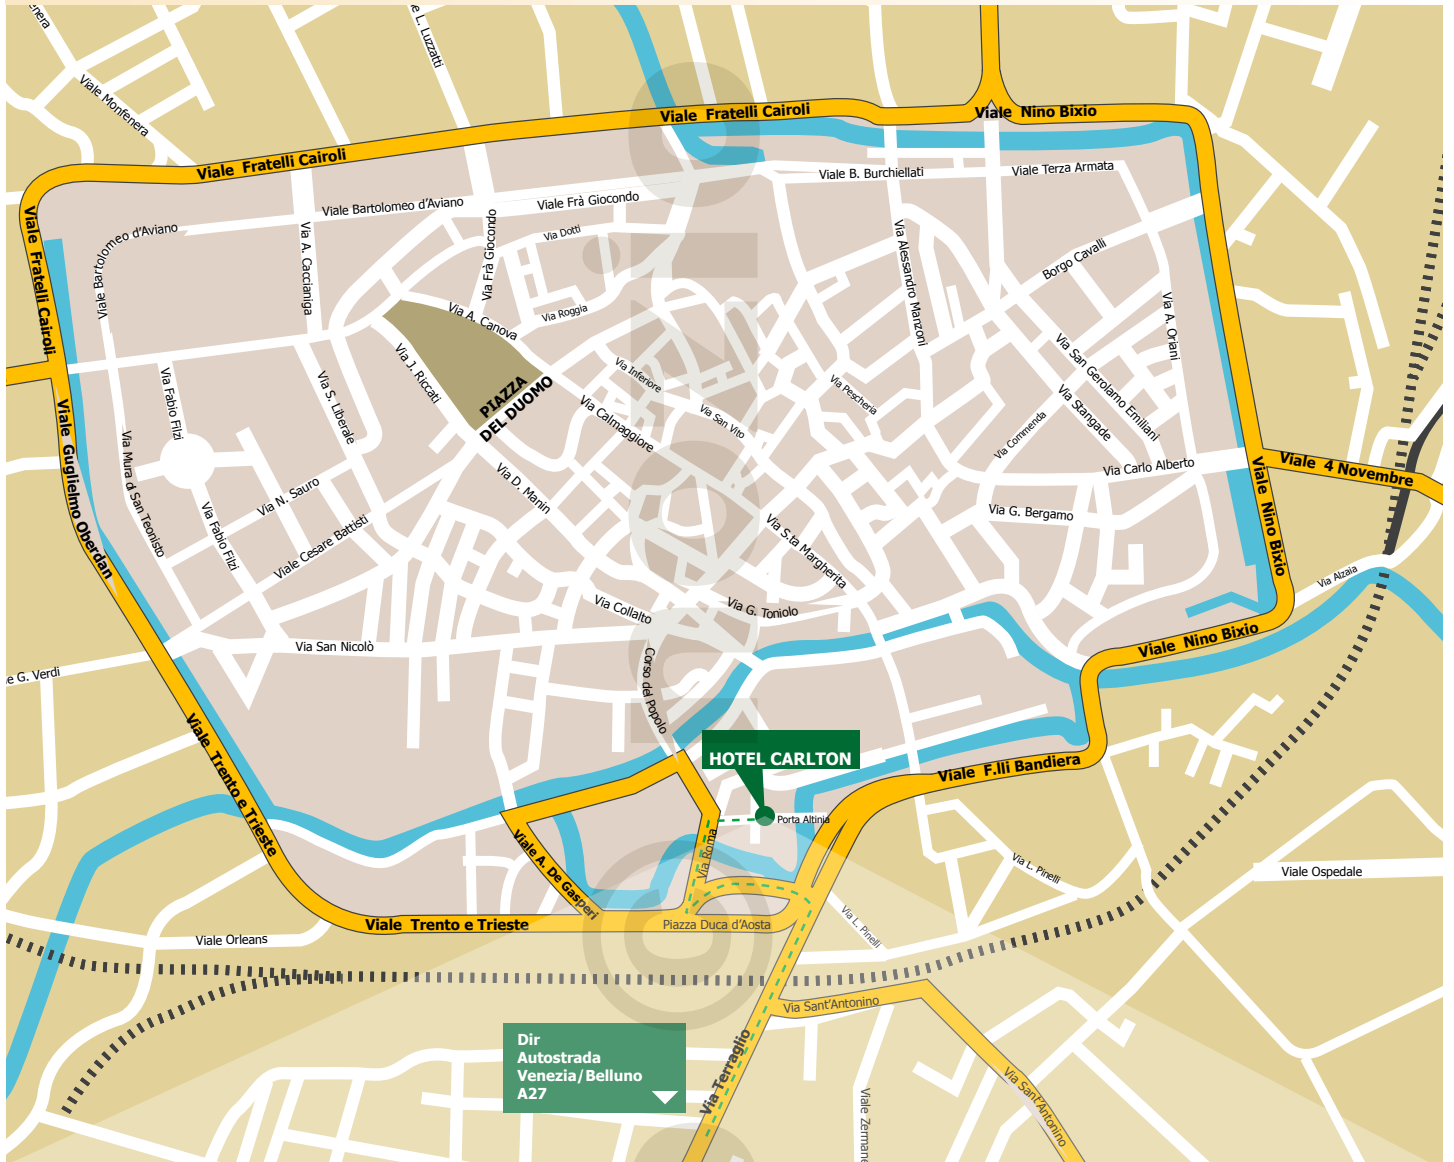 Viale Monfenera
Viale Fratelli Cairoli
Viale Fratelli Cairoli
Viale Nino Bixio
Viale Bartolomeo d'Aviano
Viale Frà Giocondo
Viale B. Burchiellati
Viale Terza Armata
Viale Fratelli Cairoli
Viale Bartolomeo d'Aviano
Via A. Caccianiga
Via Frà Giocondo
Via Dotti
Via Alessandro Manzoni
Borgo Cavalli
Via A. Canova
Via Roggia
Via A. Oriani
Via J. Riccati
PIAZZA
DEL DUOMO
Via Inferiore
Via San Vito
Via Pescheria
Via San Gerolamo Emiliani
Via Stangade
Via Commenda
Via Fabio Filzi
Via S. Liberale
Via Calmaggiore
Viale Guglielmo Oberdan
Via Mura d San Teonisto
Via Carlo Alberto
Viale 4 Novembre
Viale Nino Bixio
Via N. Sauro
Via D. Manin
Via Fabio Filzi
Viale Cesare Battisti
Via S.ta Margherita
Via G. Bergamo
Via Alzaia
Via Collalto
Via G. Toniolo
Viale Nino Bixio
Via San Nicolò
Corso del Popolo
e G. Verdi
e L. Luzzatti
enera
Viale Trento e Trieste
HOTEL CARLTON
Viale F.lli Bandiera
Porta Altinia
Via Roma
Viale A. De Gasperi
Via L. Pinelli
Viale Ospedale
Via L. Pinelli
Viale Trento e Trieste
Piazza Duca d'Aosta
Viale Orleans
Via Sant'Antonino
Dir
Autostrada
Venezia/Belluno
A27
Via Terraglio
Viale Zermane
Via Sant'Antonino